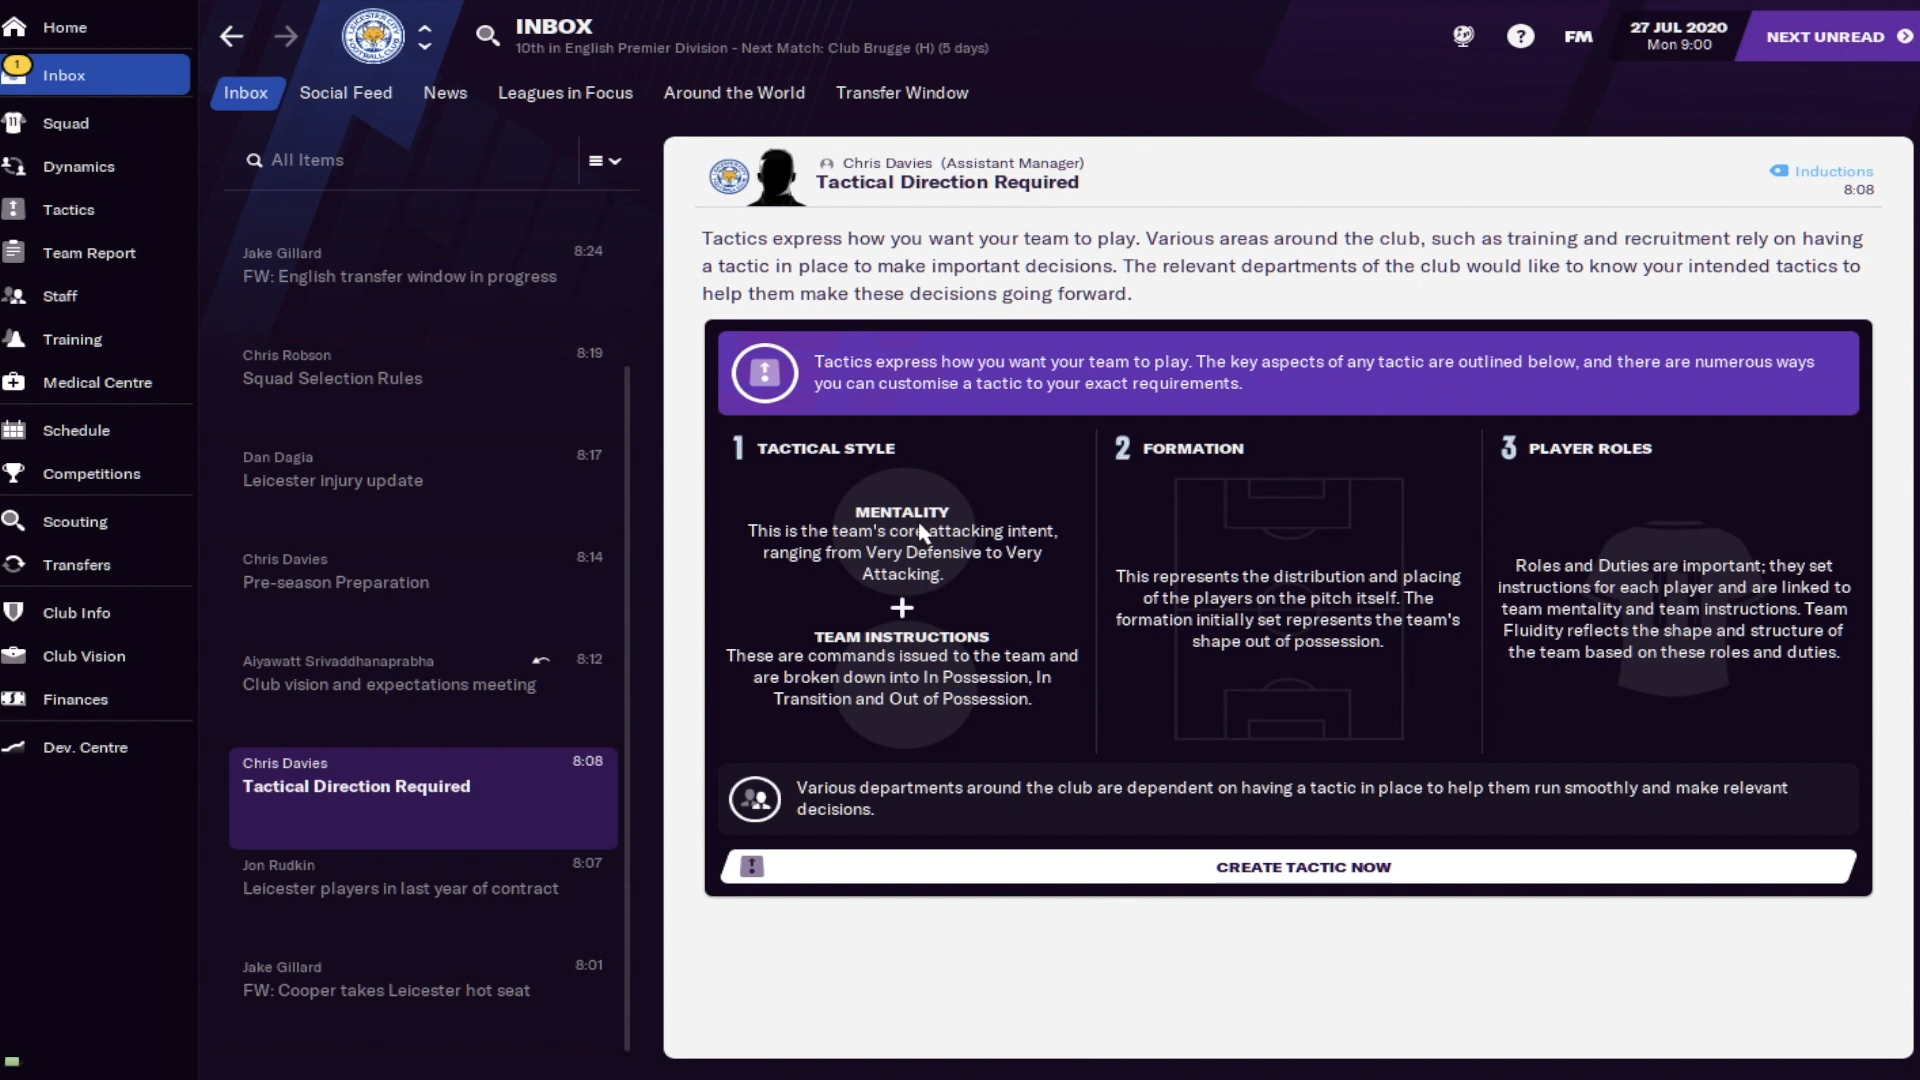 Home
1
Inbox
Squad
Dynamics
Tactics
Team Report
Staff
Training
Medical Centre
Schedule
Competitions
Scouting
Transfers
Club Info
Club Vision
Finances
Dev. Centre
INBOX
10th in English Premier Division - Next Match: Club Brugge (H) (5 days)
?
FM
27 JUL 2020
Mon 9:00
NEXT UNREAD
Inbox
Social Feed
News
Leagues in Focus
Around the World
Transfer Window
All Items
Jake Gillard 8:24
FW: English transfer window in progress
Chris Robson 8:19
Squad Selection Rules
Dan Dagia 8:17
Leicester injury update
Chris Davies 8:14
Pre-season Preparation
Aiyawatt Srivaddhanaprabha 8:12
Club vision and expectations meeting
Chris Davies 8:08
Tactical Direction Required
Jon Rudkin 8:07
Leicester players in last year of contract
Jake Gillard 8:01
FW: Cooper takes Leicester hot seat
Chris Davies (Assistant Manager)
Tactical Direction Required
Inductions
8:08
Tactics express how you want your team to play. Various areas around the club, such as training and recruitment rely on having
a tactic in place to make important decisions. The relevant departments of the club would like to know your intended tactics to
help them make these decisions going forward.
Tactics express how you want your team to play. The key aspects of any tactic are outlined below, and there are numerous ways
you can customise a tactic to your exact requirements.
1 TACTICAL STYLE
MENTALITY
This is the team's core attacking intent,
ranging from Very Defensive to Very
Attacking.
+
TEAM INSTRUCTIONS
These are commands issued to the team and
are broken down into In Possession, In
Transition and Out of Possession.
2 FORMATION
This represents the distribution and placing
of the players on the pitch itself. The
formation initially set represents the team's
shape out of possession.
3 PLAYER ROLES
Roles and Duties are important; they set
instructions for each player and are linked to
team mentality and team instructions. Team
Fluidity reflects the shape and structure of
the team based on these roles and duties.
Various departments around the club are dependent on having a tactic in place to help them run smoothly and make relevant
decisions.
CREATE TACTIC NOW